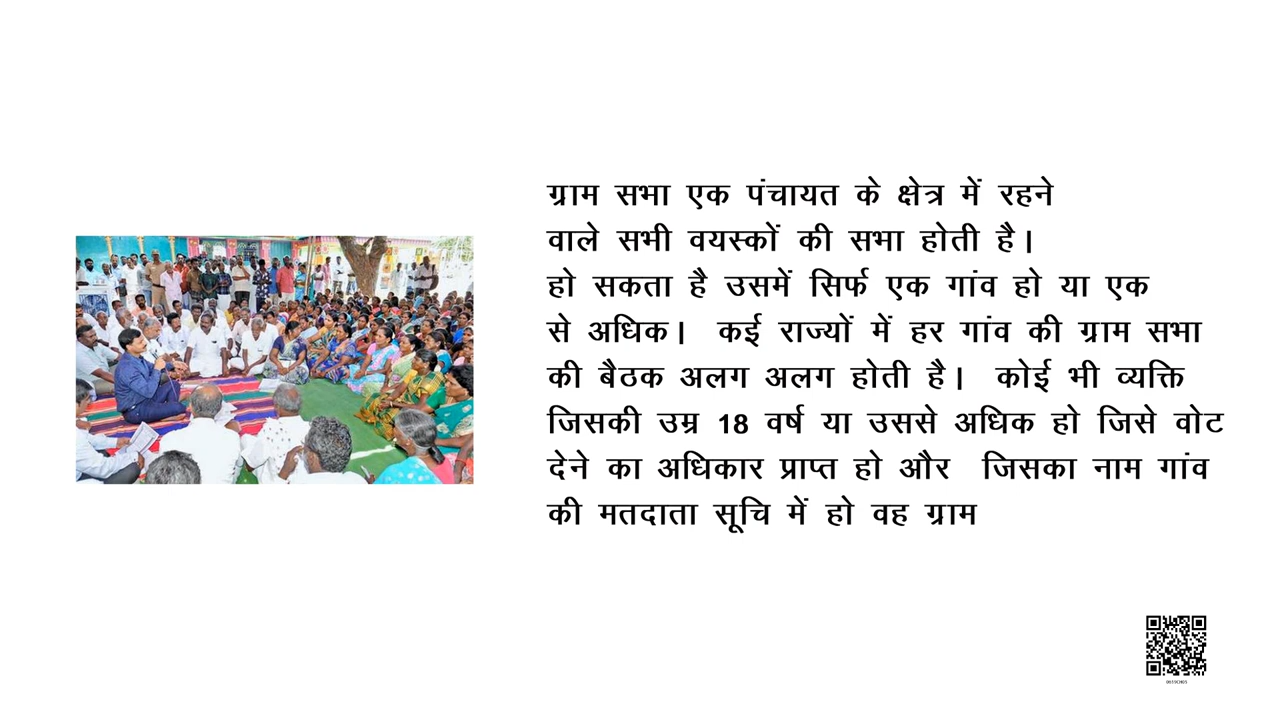 ग्राम सभा एक पंचायत के क्षेत्र में रहने
वाले सभी वयस्कों की सभा होती है।
हो सकता है उसमें सिर्फ एक गांव हो या एक
से अधिक। कई राज्यों में हर गांव की ग्राम सभा
की बैठक अलग अलग होती है। कोई भी व्यक्ति
जिसकी उम्र 18 वर्ष या उससे अधिक हो जिसे वोट
देने का अधिकार प्राप्त हो और जिसका नाम गांव
की मतदाता सूचि में हो वह ग्राम